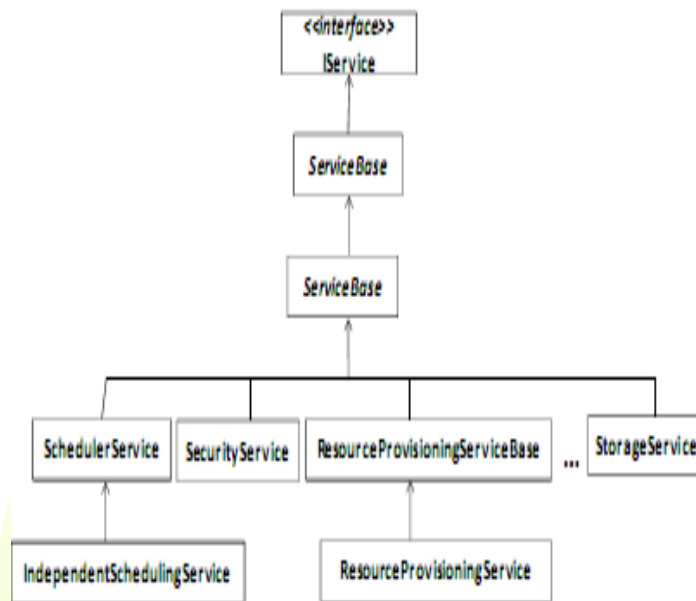 <<interface>>
IService
ServiceBase
ServiceBase
SchedulerService
SecurityService
ResourceProvisioningServiceBase
...
StorageService
IndependentSchedulingService
ResourceProvisioningService